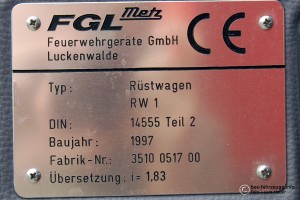 FGL Metz
Feuerwehrgeräte GmbH
Luckenwalde
CE
Typ: Rüstwagen
RW 1
DIN: 14555 Teil 2
Baujahr: 1997
Fabrik-Nr: 3510 0517 00
Übersetzung: i= 1,83